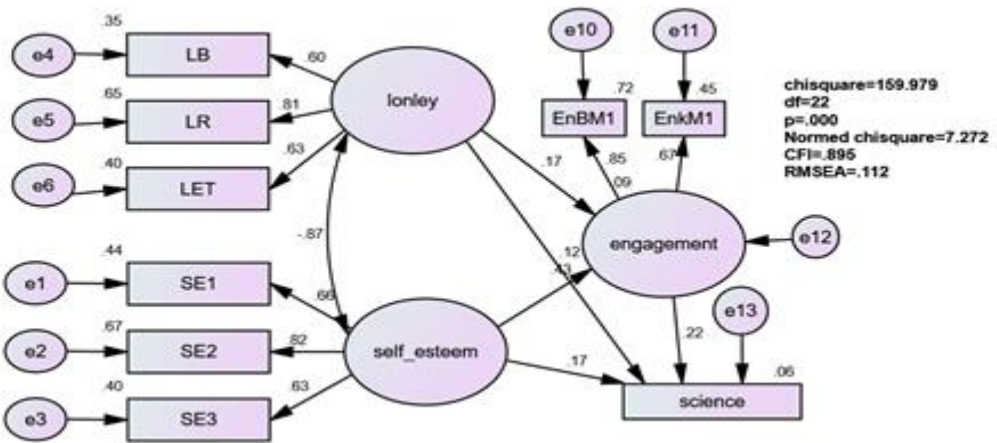 .35
e4
LB
.60
.65
e5
LR
.81
.40
e6
LET
.63
lonley
e10
e11
.72
.45
EnBM1
EnkM1
chisquare=159.979
df=22
p=.000
Normed chisquare=7.272
CFI=.895
RMSEA=.112
.17
.85
.67
.09
engagement
e12
-.87
.12
.43
.44
e1
SE1
.66
.67
e2
SE2
.82
.40
e3
SE3
.63
self_esteem
.17
.22
e13
.06
science